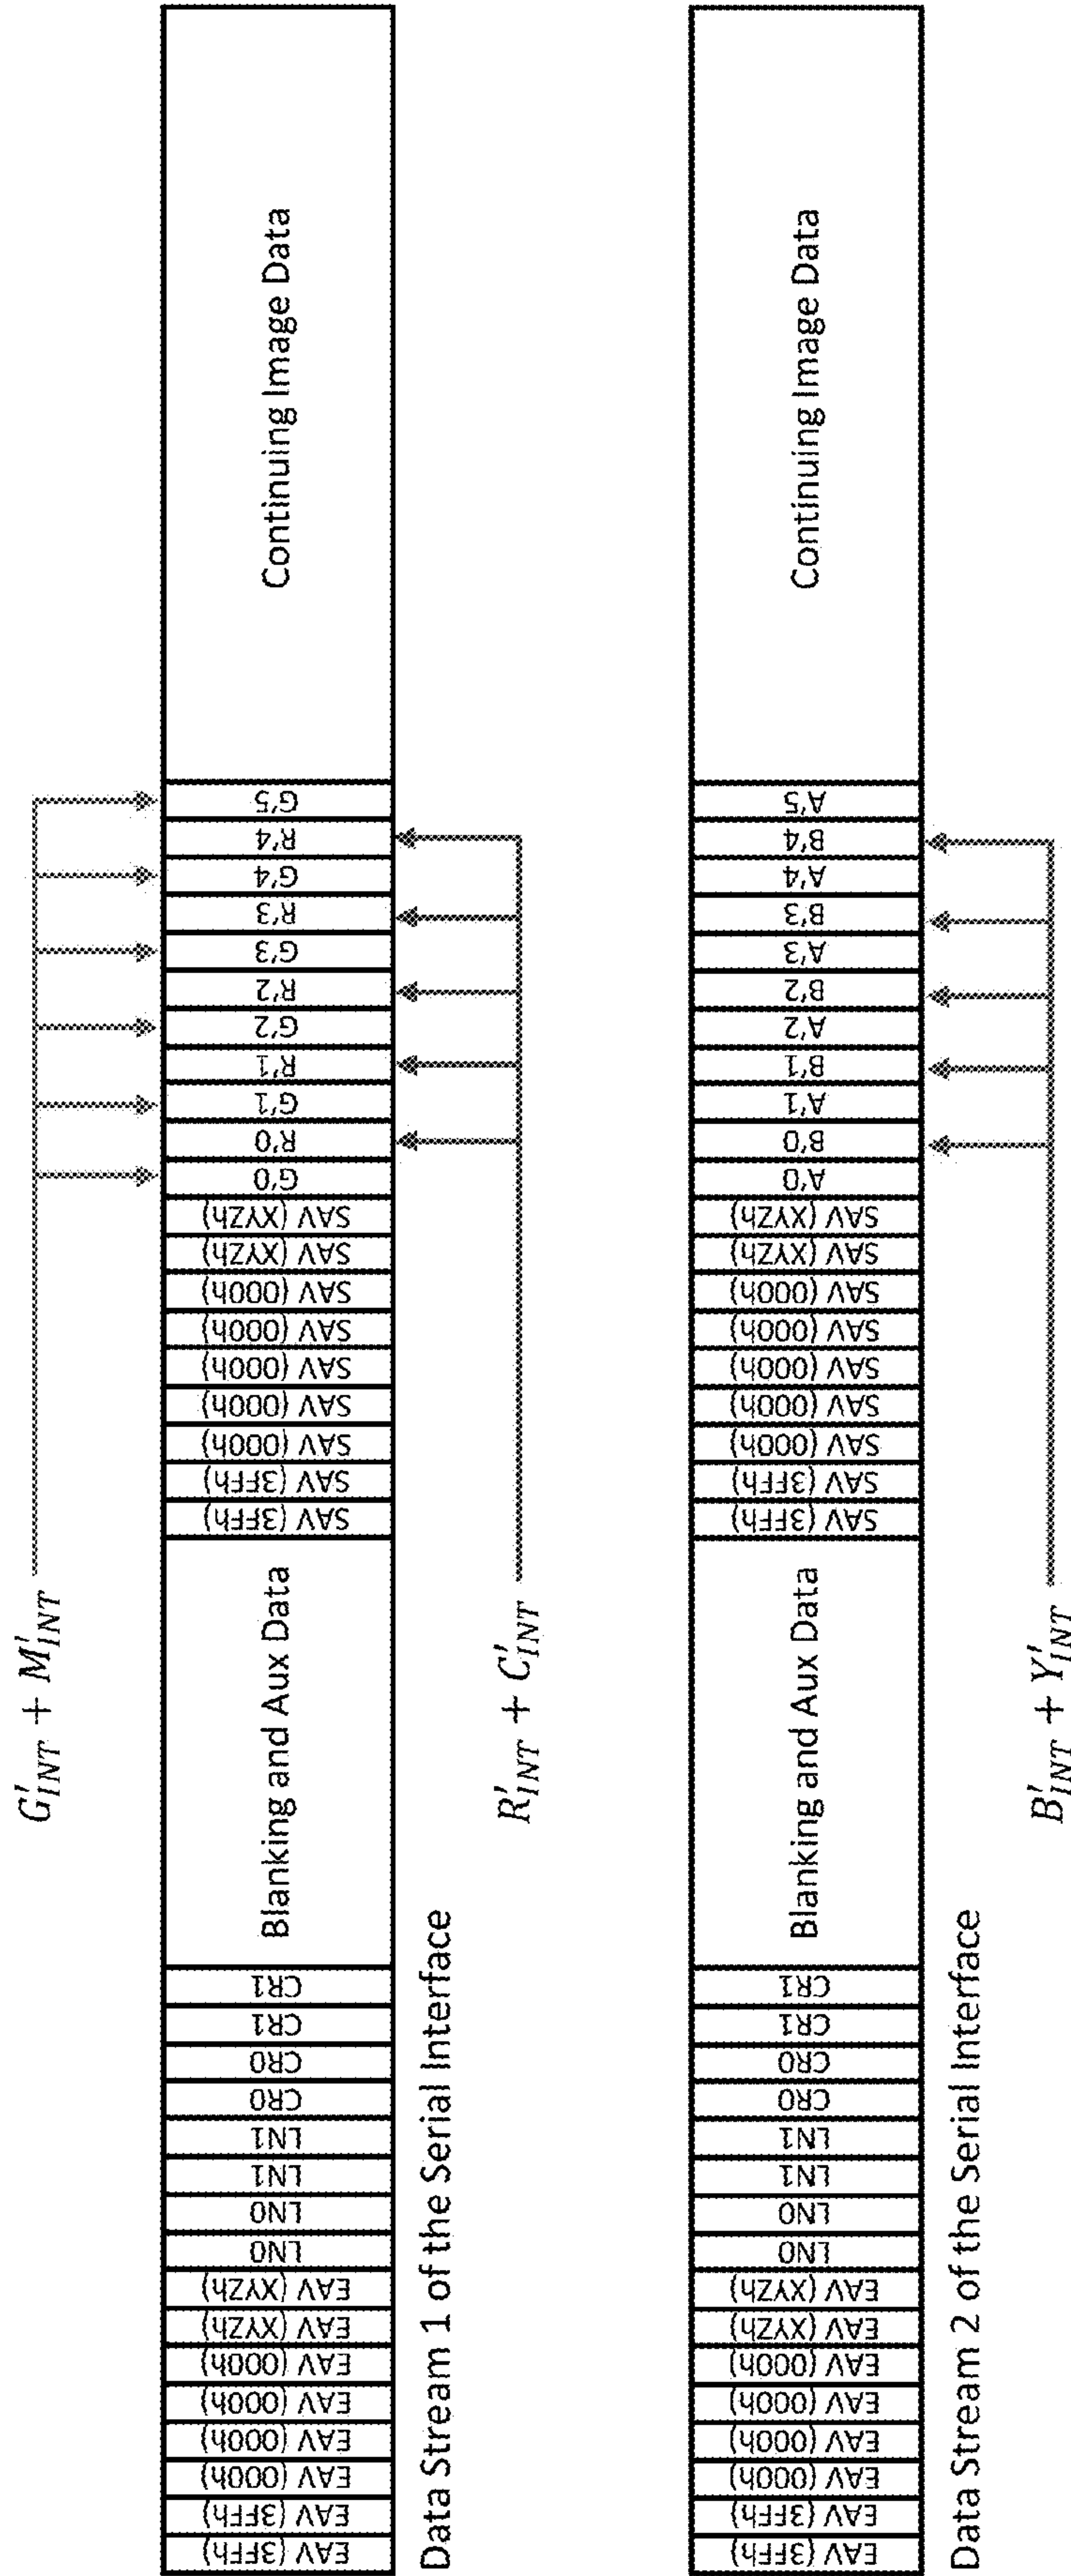 G'INT + M'INT
EAV (3FFh)
EAV (3FFh)
EAV (000h)
EAV (000h)
EAV (000h)
EAV (000h)
EAV (XYZh)
EAV (XYZh)
LN0
LN0
LN1
LN1
CR0
CR0
CR1
CR1
Blanking and Aux Data
SAV (3FFh)
SAV (3FFh)
SAV (000h)
SAV (000h)
SAV (000h)
SAV (000h)
SAV (000h)
SAV (XYZh)
SAV (XYZh)
G'0
R'0
G'1
R'1
G'2
R'2
G'3
R'3
G'4
R'4
G'5
Continuing Image Data
Data Stream 1 of the Serial Interface
R'INT + C'INT
EAV (3FFh)
EAV (3FFh)
EAV (000h)
EAV (000h)
EAV (000h)
EAV (000h)
EAV (XYZh)
EAV (XYZh)
LN0
LN0
LN1
LN1
CR0
CR0
CR1
CR1
Blanking and Aux Data
SAV (3FFh)
SAV (3FFh)
SAV (000h)
SAV (000h)
SAV (000h)
SAV (000h)
SAV (000h)
SAV (XYZh)
SAV (XYZh)
A'0
B'0
A'1
B'1
A'2
B'2
A'3
B'3
A'4
B'4
A'5
Continuing Image Data
Data Stream 2 of the Serial Interface
B'INT + Y'INT